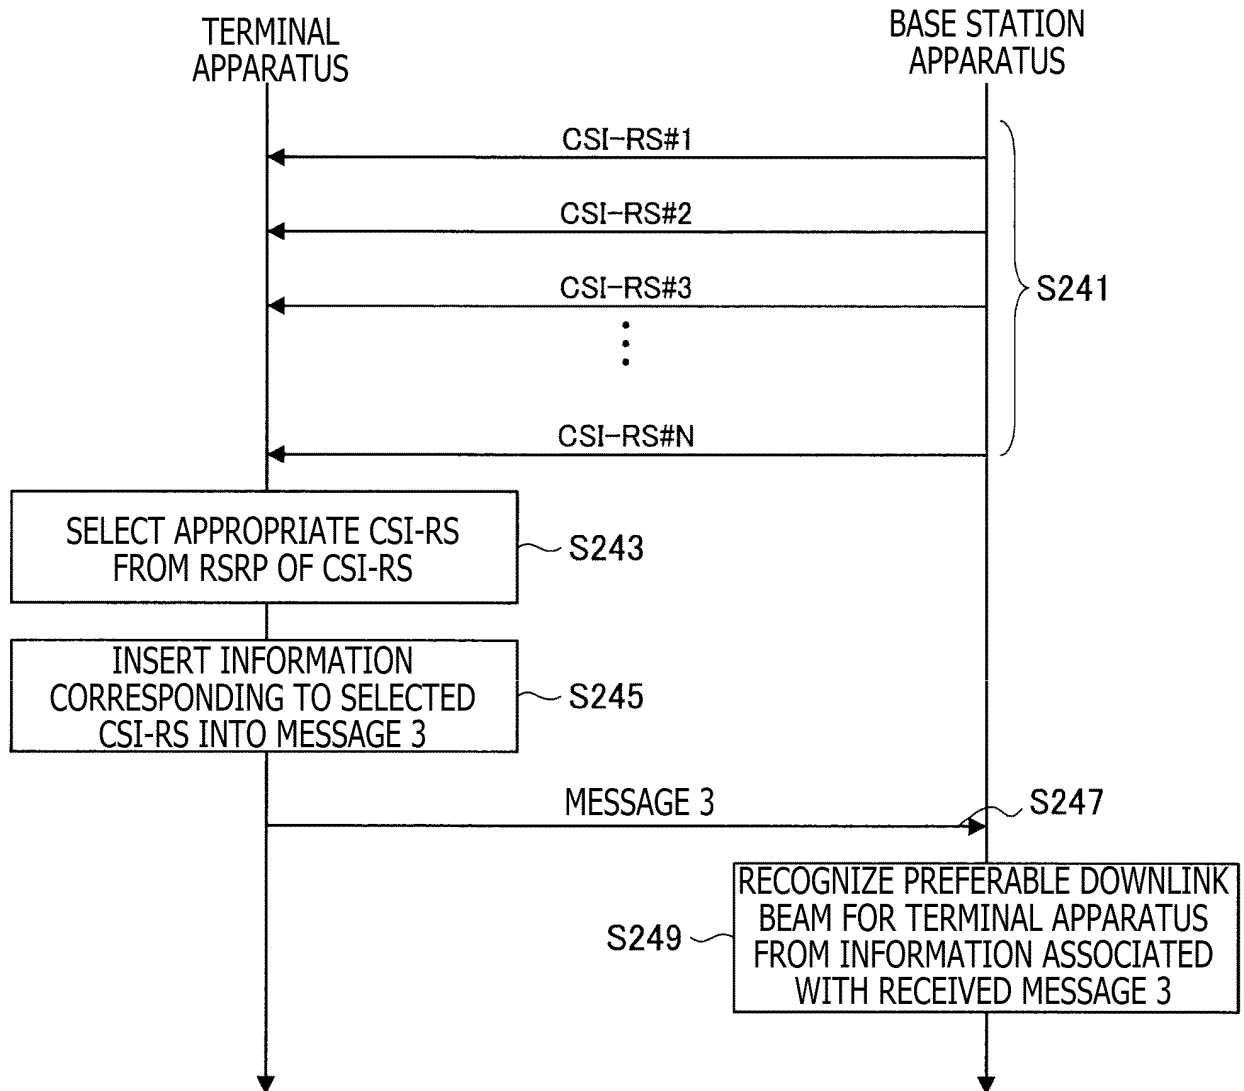 TERMINAL
APPARATUS
BASE STATION
APPARATUS
CSI-RS#1
CSI-RS#2
CSI-RS#3
S241
CSI-RS#N
SELECT APPROPRIATE CSI-RS
FROM RSRP OF CSI-RS
S243
INSERT INFORMATION
CORRESPONDING TO SELECTED
CSI-RS INTO MESSAGE 3
S245
MESSAGE 3
S247
RECOGNIZE PREFERABLE DOWNLINK
BEAM FOR TERMINAL APPARATUS
FROM INFORMATION ASSOCIATED
WITH RECEIVED MESSAGE 3
S249